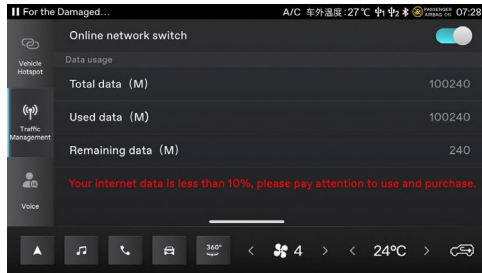 For the Damaged... A/C 车外温度:27℃ PASSENGER AIRBAG ON 07:28
Online network switch
Vehicle Hotspot
Data usage
Total data (M) 100240
Traffic Management
Used data (M) 100240
Remaining data (M) 240
Your internet data is less than 10%, please pay attention to use and purchase.
Voice
360° < 4 > < 24°C >